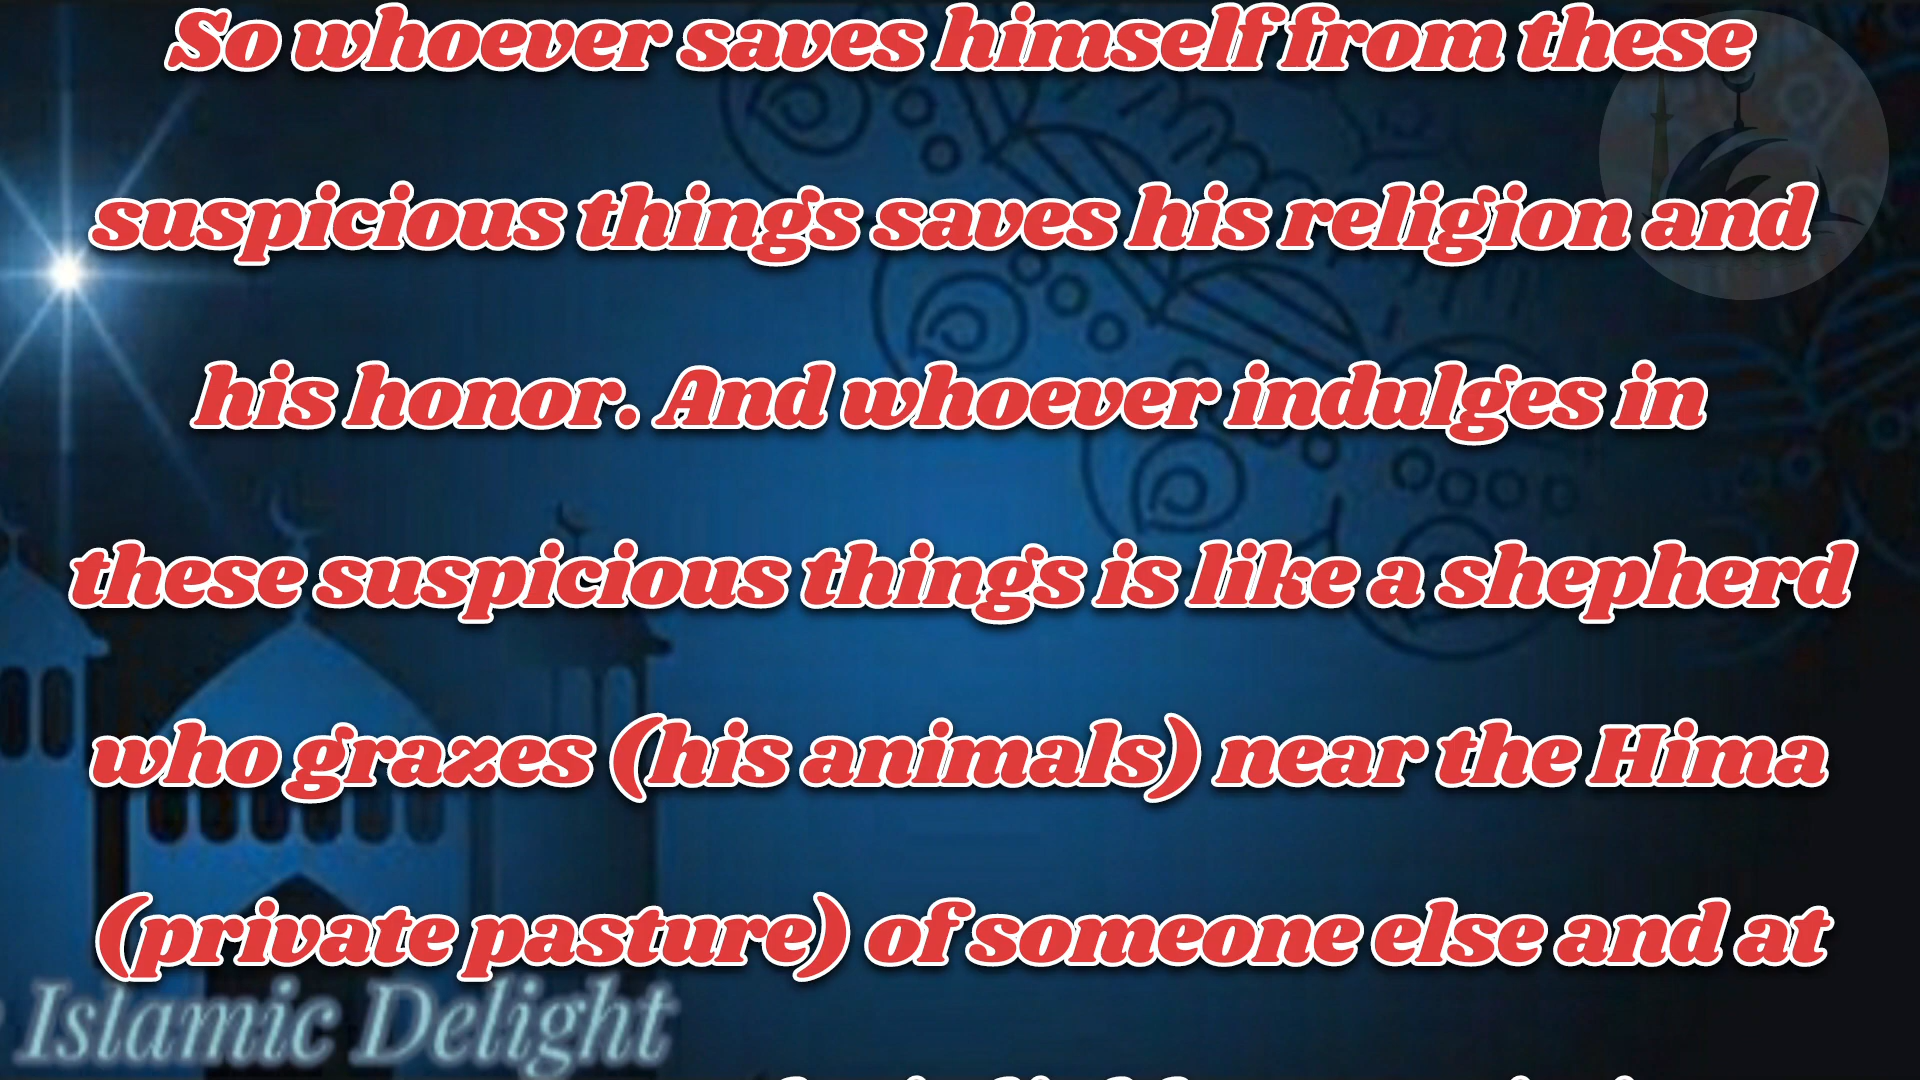 So whoever saves himself from these
suspicious things saves his religion and
his honor. And whoever indulges in
these suspicious things is like a shepherd
who grazes (his animals) near the Hima
(private pasture) of someone else and at
Islamic Delight